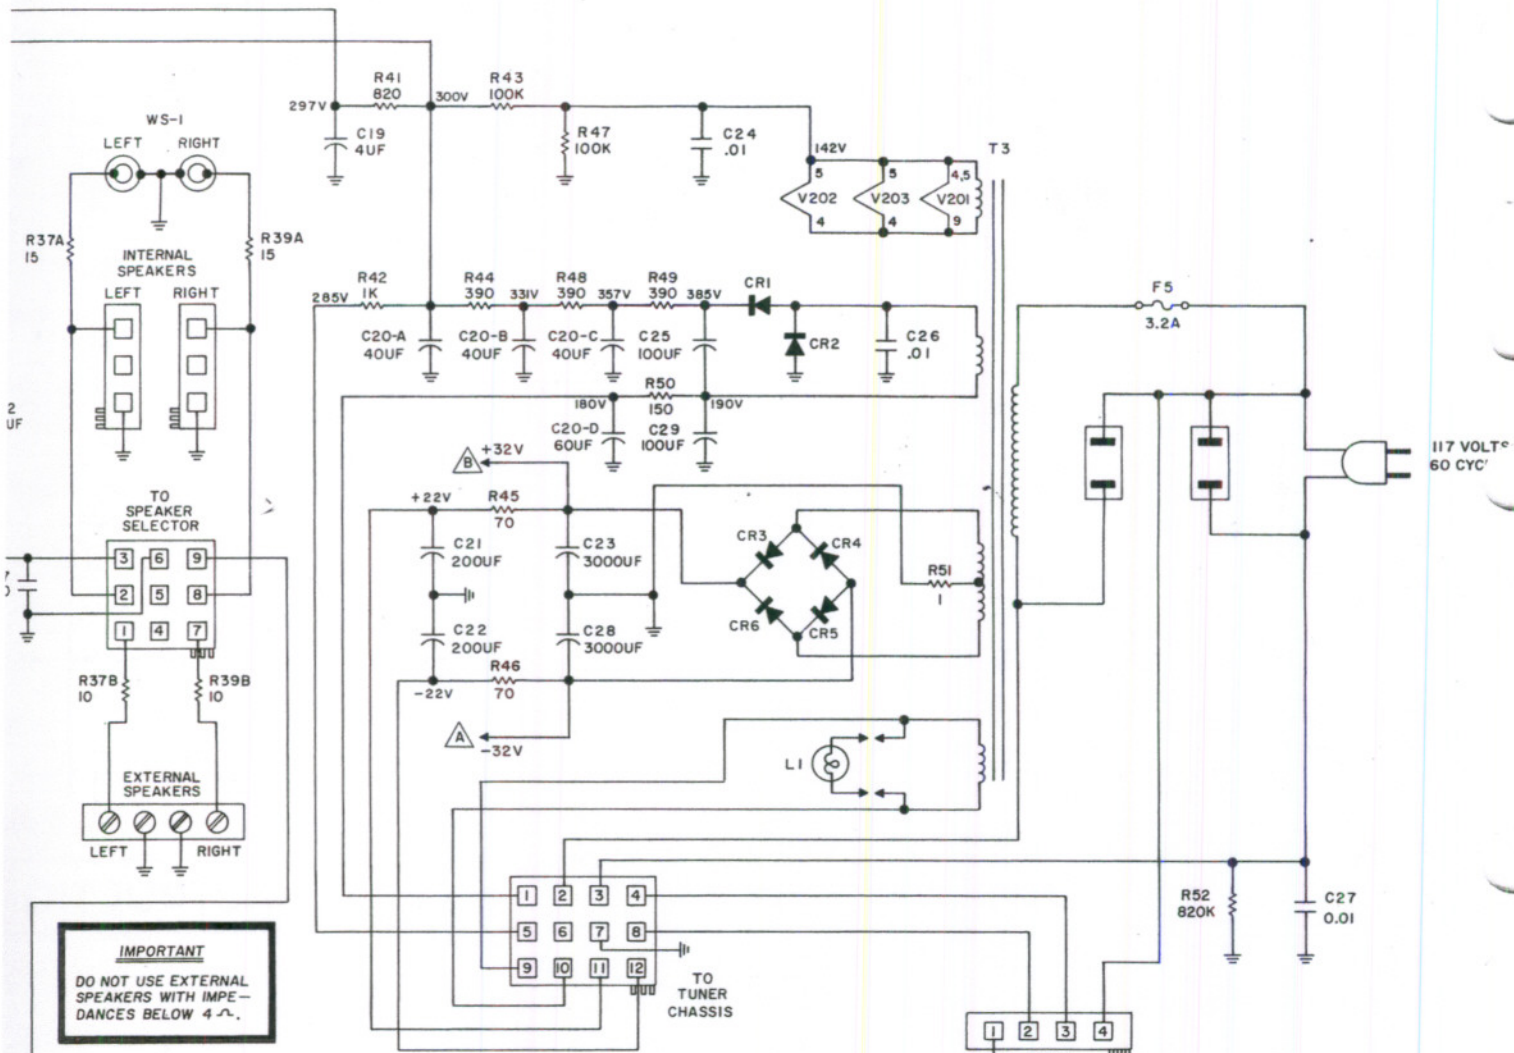 WS-1
LEFT RIGHT
R37A
15
R39A
15
INTERNAL
SPEAKERS
LEFT RIGHT
2
UF
TO
SPEAKER
SELECTOR
3 6 9
2 5 8
1 4 7
R37B
10
R39B
10
EXTERNAL
SPEAKERS
LEFT RIGHT
IMPORTANT
DO NOT USE EXTERNAL
SPEAKERS WITH IMPE-
DANCES BELOW 4 Ω.
297V
R41
820
300V
R43
100K
C19
4UF
R47
100K
C24
.01
142V
5 5 4,5
V202 V203 V201
4 4 9
T3
285V
R42
1K
R44
390
331V
R48
390
357V
R49
390
385V
CR1
CR2
C20-A
40UF
C20-B
40UF
C20-C
40UF
C25
100UF
C26
.01
R50
150
180V
190V
C20-D
60UF
C29
100UF
F5
3.2A
117 VOLTS
60 CYC
B
+32V
+22V
R45
70
C21
200UF
C23
3000UF
C22
200UF
C28
3000UF
R46
70
-22V
A
-32V
CR3
CR4
CR6
CR5
R51
1
L1
1 2 3 4
5 6 7 8
9 10 11 12
TO
TUNER
CHASSIS
R52
820K
C27
0.01
1 2 3 4